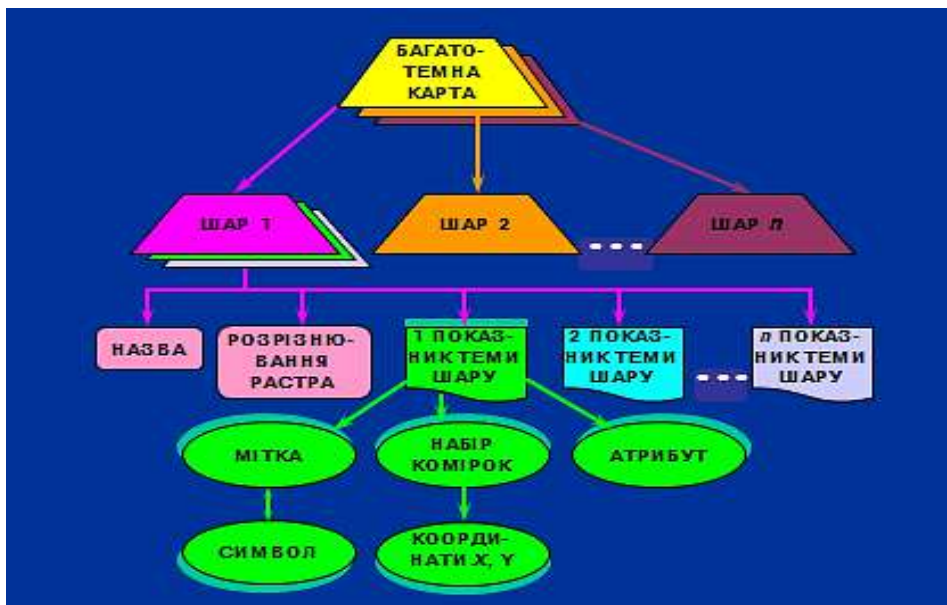 БАГАТО-
ТЕМНА
КАРТА
ШАР 1
ШАР 2
ШАР n
НАЗВА
РОЗРІЗНЮ-
ВАННЯ
РАСТРА
1 ПОКАЗ-
НИК ТЕМИ
ШАРУ
2 ПОКАЗ-
НИК ТЕМИ
ШАРУ
n ПОКАЗ-
НИК ТЕМИ
ШАРУ
МІТКА
НАБІР
КОМІРОК
АТРИБУТ
СИМВОЛ
КООРДИ-
НАТИ X, Y